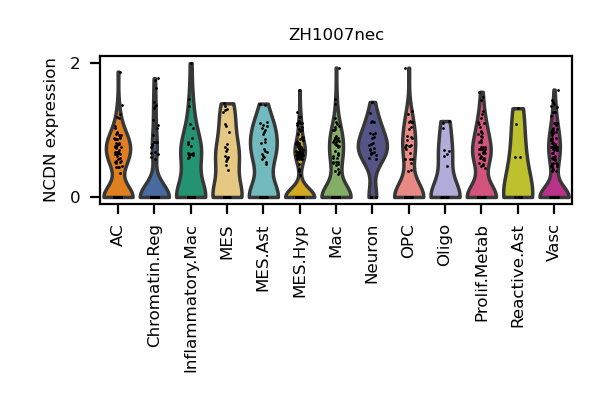 ZH1007nec
NCDN expression
2
0
AC
Chromatin.Reg
Inflammatory.Mac
MES
MES.Ast
MES.Hyp
Mac
Neuron
OPC
Oligo
Prolif.Metab
Reactive.Ast
Vasc